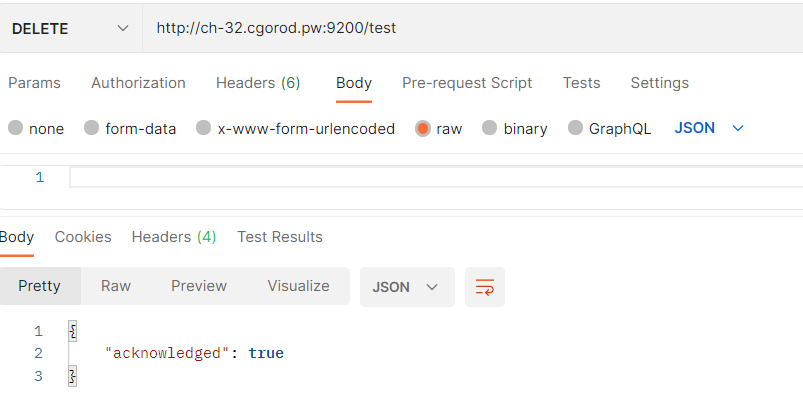 DELETE http://ch-32.cgorod.pw:9200/test
Params Authorization Headers (6) Body Pre-request Script Tests Settings
none form-data x-www-form-urlencoded raw binary GraphQL JSON
1
Body Cookies Headers (4) Test Results
Pretty Raw Preview Visualize JSON
1 {
2 "acknowledged": true
3 }